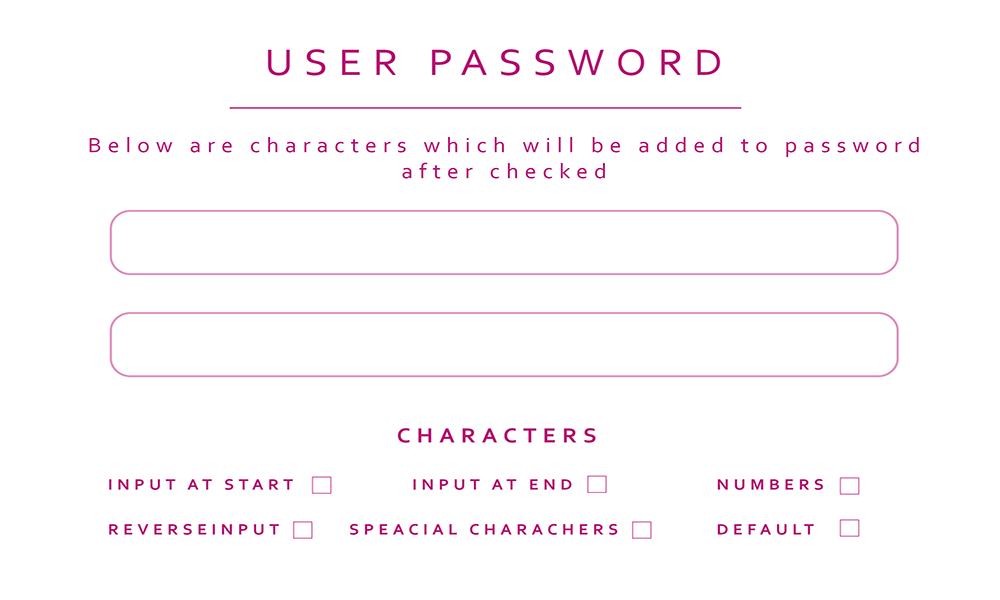 USER PASSWORD
Below are characters which will be added to password
after checked
CHARACTERS
INPUT AT START
INPUT AT END
NUMBERS
REVERSEINPUT
SPEACIAL CHARACHERS
DEFAULT